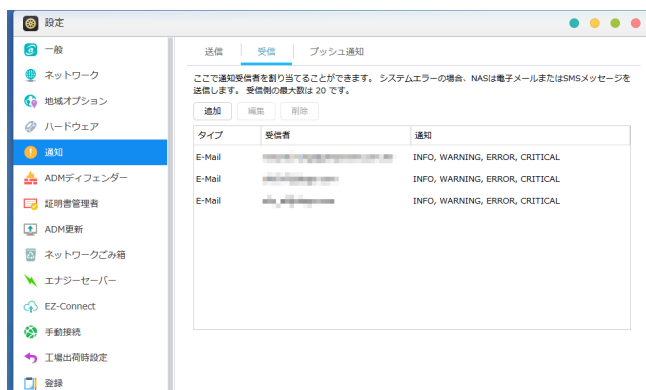 設定
一般
ネットワーク
地域オプション
ハードウェア
通知
ADMディフェンダー
証明書管理者
ADM更新
ネットワークごみ箱
エナジーセーバー
EZ-Connect
手動接続
工場出荷時設定
登録
送信 受信 プッシュ通知
ここで通知受信者を割り当てることができます。 システムエラーの場合、NASは電子メールまたはSMSメッセージを
送信します。 受信側の最大数は 20 です。
追加 編集 削除
タイプ 受信者 通知
E-Mail INFO, WARNING, ERROR, CRITICAL
E-Mail INFO, WARNING, ERROR, CRITICAL
E-Mail INFO, WARNING, ERROR, CRITICAL